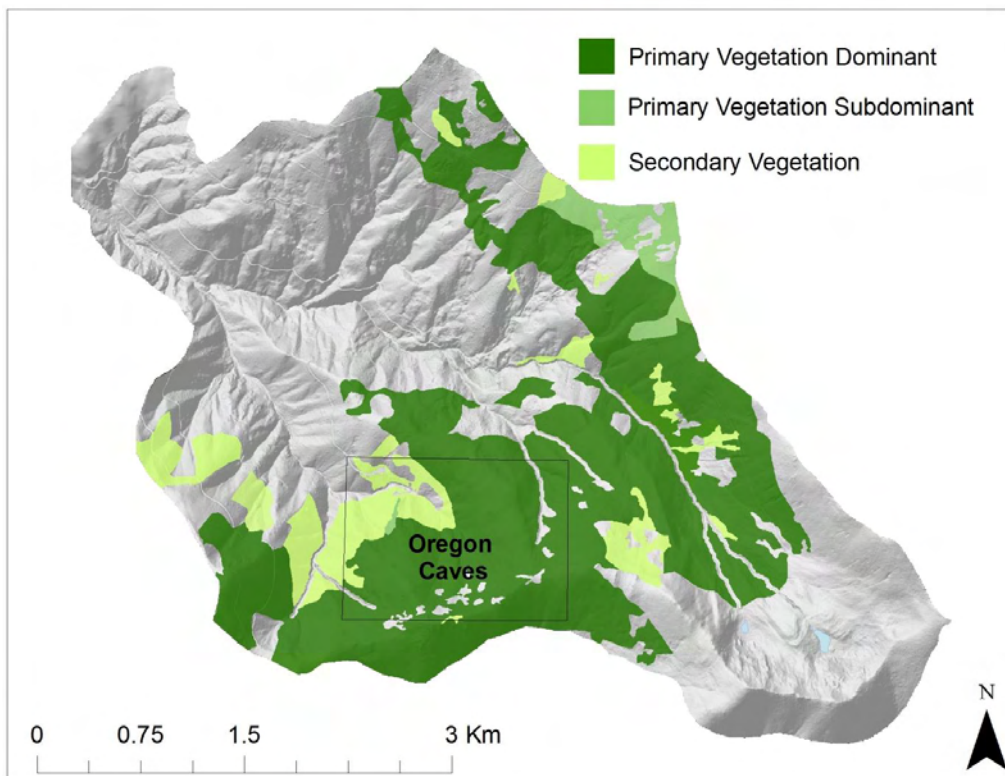 Primary Vegetation Dominant
Primary Vegetation Subdominant
Secondary Vegetation
Oregon
Caves
0 0.75 1.5 3 Km
N